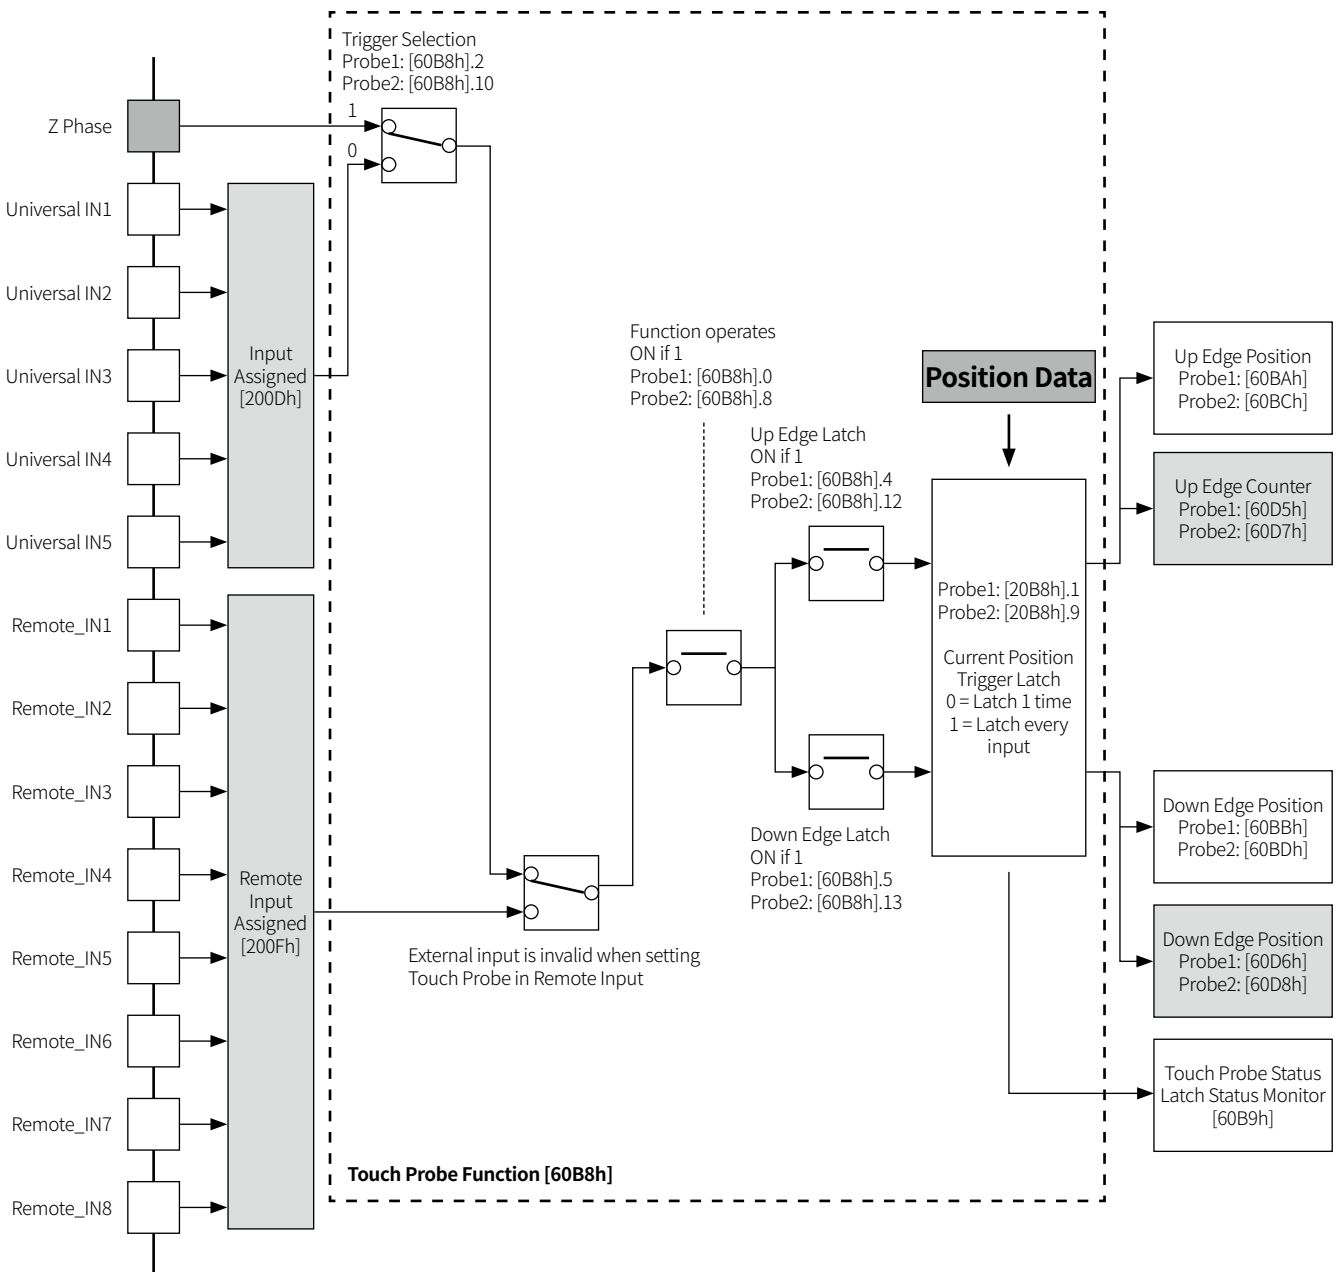 Trigger Selection
Probe1: [60B8h].2
Probe2: [60B8h].10
1
0
Z Phase
Universal IN1
Universal IN2
Universal IN3
Universal IN4
Universal IN5
Input
Assigned
[200Dh]
Remote_IN1
Remote_IN2
Remote_IN3
Remote_IN4
Remote_IN5
Remote_IN6
Remote_IN7
Remote_IN8
Remote
Input
Assigned
[200Fh]
External input is invalid when setting
Touch Probe in Remote Input
Function operates
ON if 1
Probe1: [60B8h].0
Probe2: [60B8h].8
Up Edge Latch
ON if 1
Probe1: [60B8h].4
Probe2: [60B8h].12
Down Edge Latch
ON if 1
Probe1: [60B8h].5
Probe2: [60B8h].13
Position Data
Probe1: [20B8h].1
Probe2: [20B8h].9
Current Position
Trigger Latch
0 = Latch 1 time
1 = Latch every
input
Up Edge Position
Probe1: [60BAh]
Probe2: [60BCh]
Up Edge Counter
Probe1: [60D5h]
Probe2: [60D7h]
Down Edge Position
Probe1: [60BBh]
Probe2: [60BDh]
Down Edge Position
Probe1: [60D6h]
Probe2: [60D8h]
Touch Probe Status
Latch Status Monitor
[60B9h]
Touch Probe Function [60B8h]